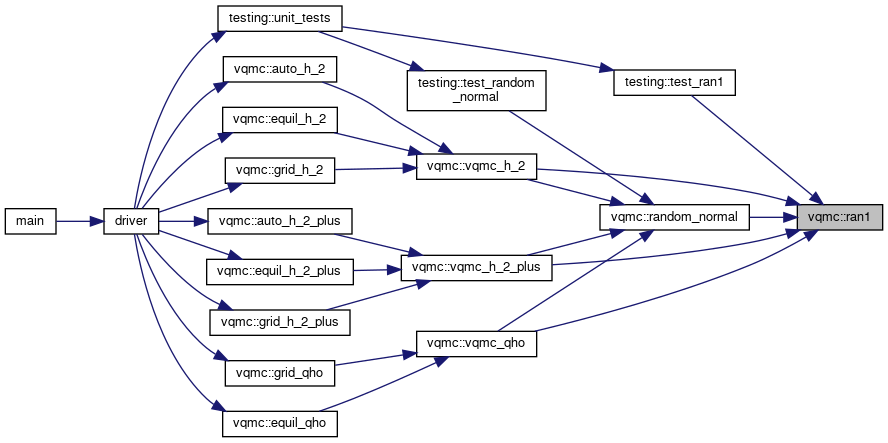 testing::unit_tests
vqmc::auto_h_2
testing::test_random
_normal
testing::test_ran1
vqmc::equil_h_2
vqmc::grid_h_2
vqmc::vqmc_h_2
main
driver
vqmc::auto_h_2_plus
vqmc::random_normal
vqmc::ran1
vqmc::equil_h_2_plus
vqmc::vqmc_h_2_plus
vqmc::grid_h_2_plus
vqmc::vqmc_qho
vqmc::grid_qho
vqmc::equil_qho